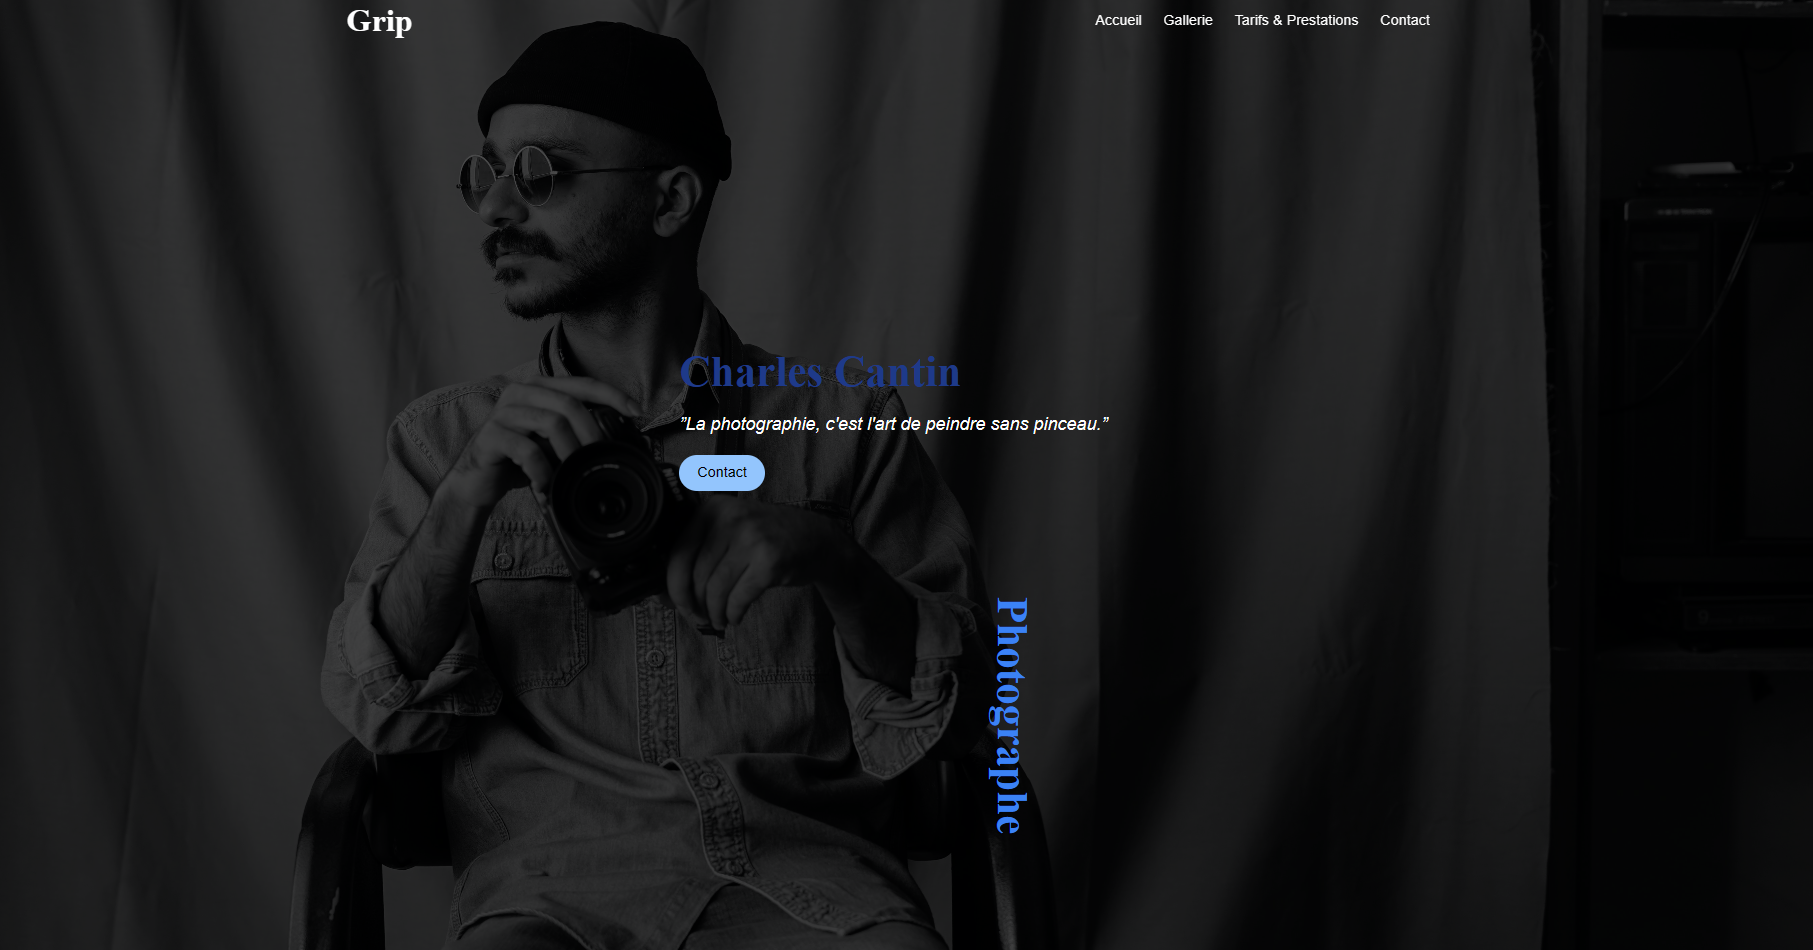 Grip
Accueil Gallerie Tarifs & Prestations Contact
Charles Cantin
"La photographie, c'est l'art de peindre sans pinceau."
Contact
Photographe